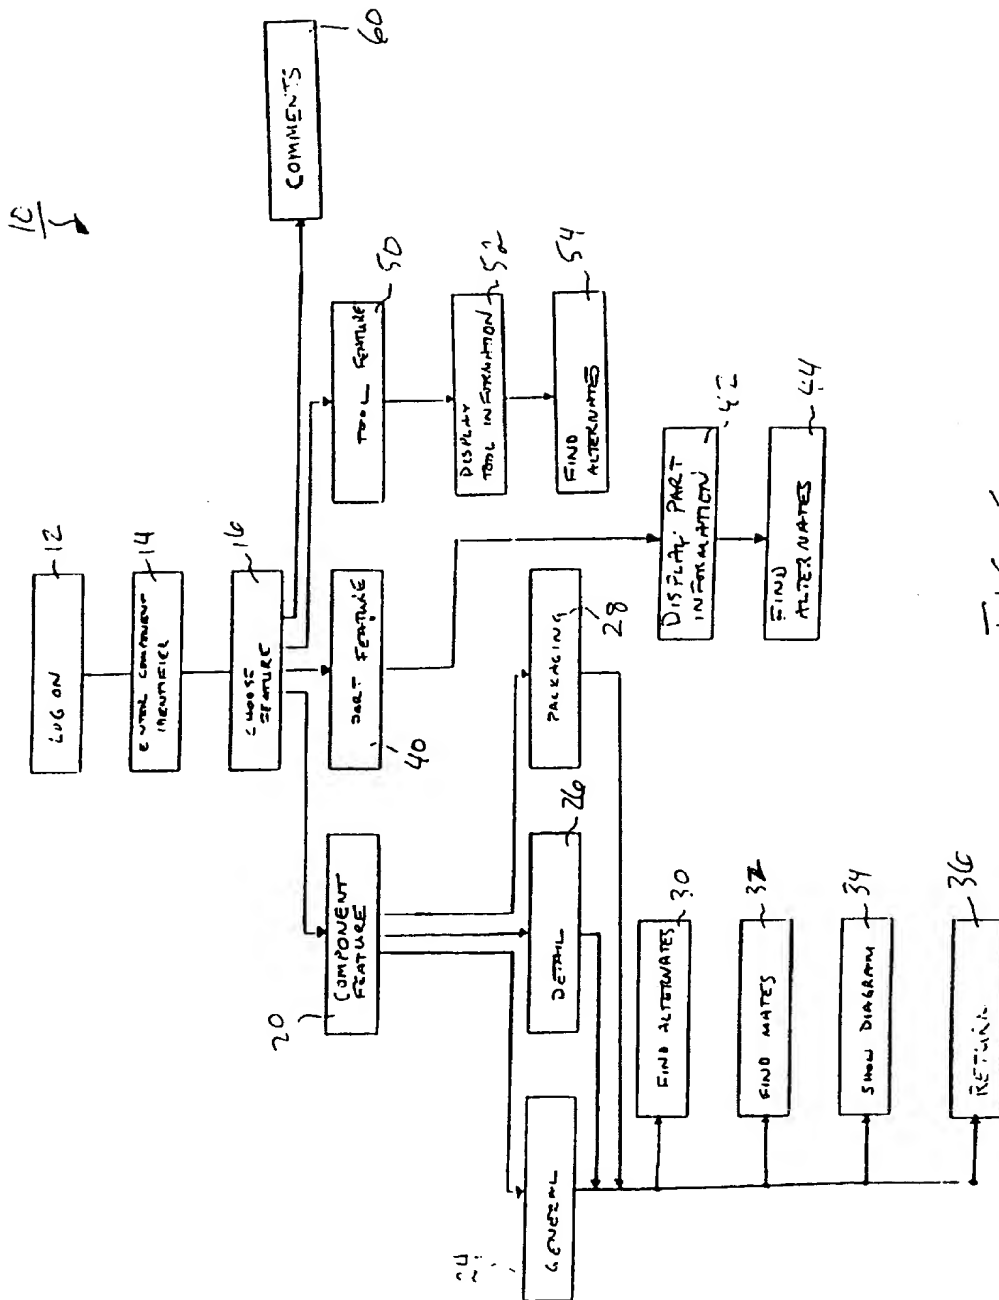 10
LOG ON
12
ENTER COMPONENT
IDENTIFIER
14
CHOOSE
FEATURE
16
COMPONENT
FEATURE
20
PART FEATURE
40
TOOL FEATURE
50
COMMENTS
60
GENERAL
24
DETAIL
26
PACKAGING
28
DISPLAY
TOOL INFORMATION
52
FIND
ALTERNATES
54
DISPLAY PART
INFORMATION
42
FIND
ALTERNATES
44
FIND ALTERNATES
30
FIND MATES
32
SHOW DIAGRAM
34
RETURN
36